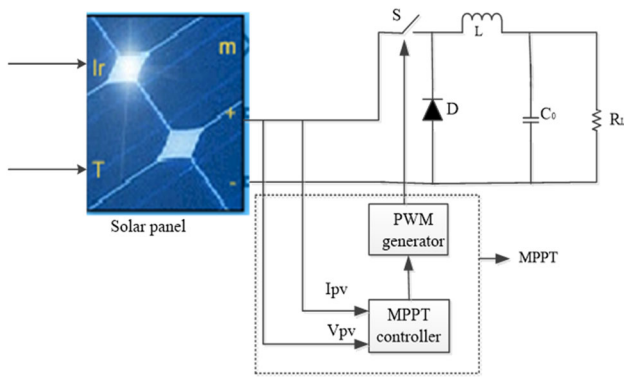 S
L
m
Ir
+
D
C0
RL
T
-
Solar panel
PWM
generator
MPPT
Ipv
MPPT
controller
Vpv